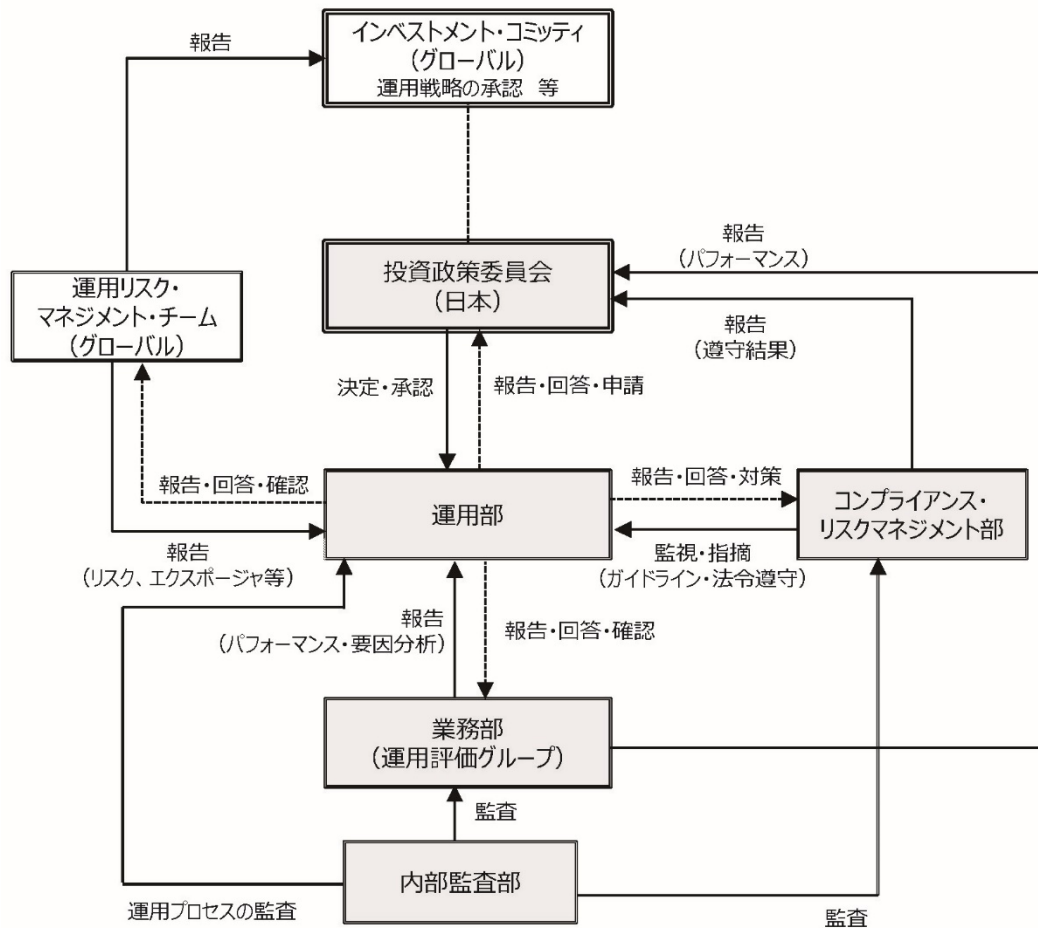 報告
インベストメント・コミッティ
（グローバル）
運用戦略の承認　等
運用リスク・
マネジメント・チーム
（グローバル）
投資政策委員会
（日本）
報告
（パフォーマンス）
報告
（遵守結果）
決定・承認
報告・回答・申請
報告・回答・確認
運用部
報告・回答・対策
コンプライアンス・
リスクマネジメント部
監視・指摘
（ガイドライン・法令遵守）
報告
（リスク、エクスポージャ等）
報告
（パフォーマンス・要因分析）
報告・回答・確認
業務部
（運用評価グループ）
監査
内部監査部
運用プロセスの監査
監査